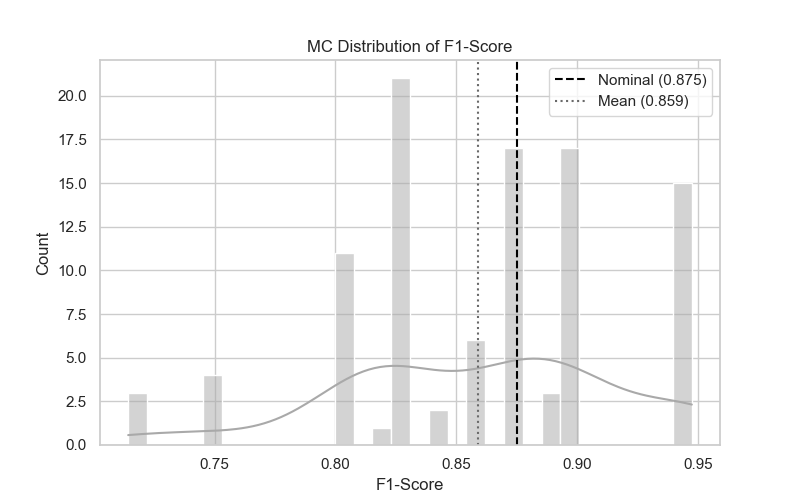 MC Distribution of F1-Score
Nominal (0.875)
Mean (0.859)
Count
20.0
17.5
15.0
12.5
10.0
7.5
5.0
2.5
0.0
0.75 0.80 0.85 0.90 0.95
F1-Score